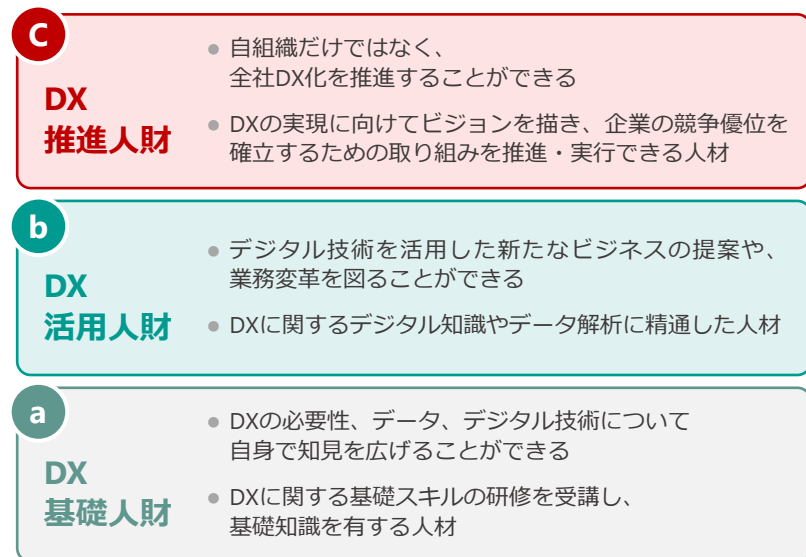 C
DX
推進人財
● 自組織だけではなく、
全社DX化を推進することができる
● DXの実現に向けてビジョンを描き、企業の競争優位を
確立するための取り組みを推進・実行できる人材
b
DX
活用人財
● デジタル技術を活用した新たなビジネスの提案や、
業務変革を図ることができる
● DXに関するデジタル知識やデータ解析に精通した人材
a
DX
基礎人財
● DXの必要性、データ、デジタル技術について
自身で知見を広げることができる
● DXに関する基礎スキルの研修を受講し、
基礎知識を有する人材